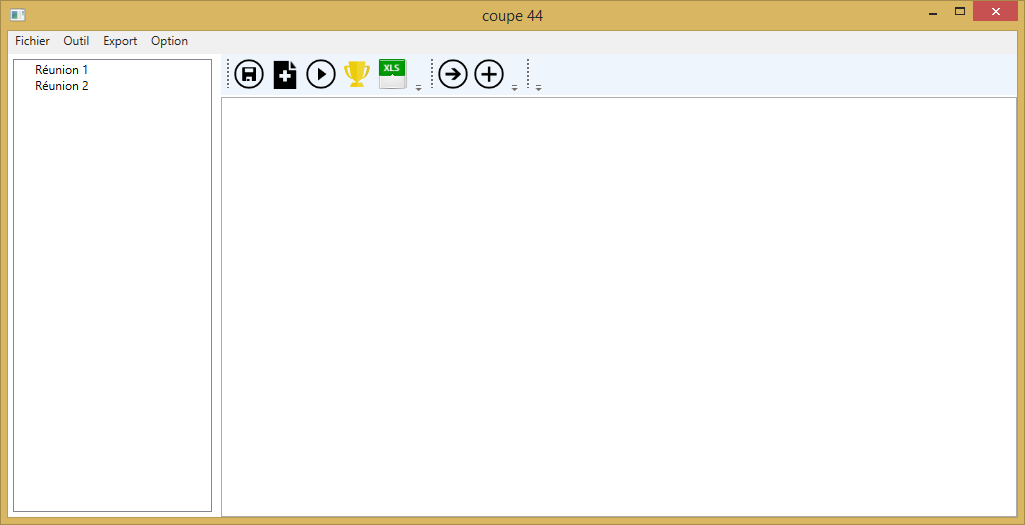 coupe 44
Fichier Outil Export Option
Réunion 1
Réunion 2
XLS